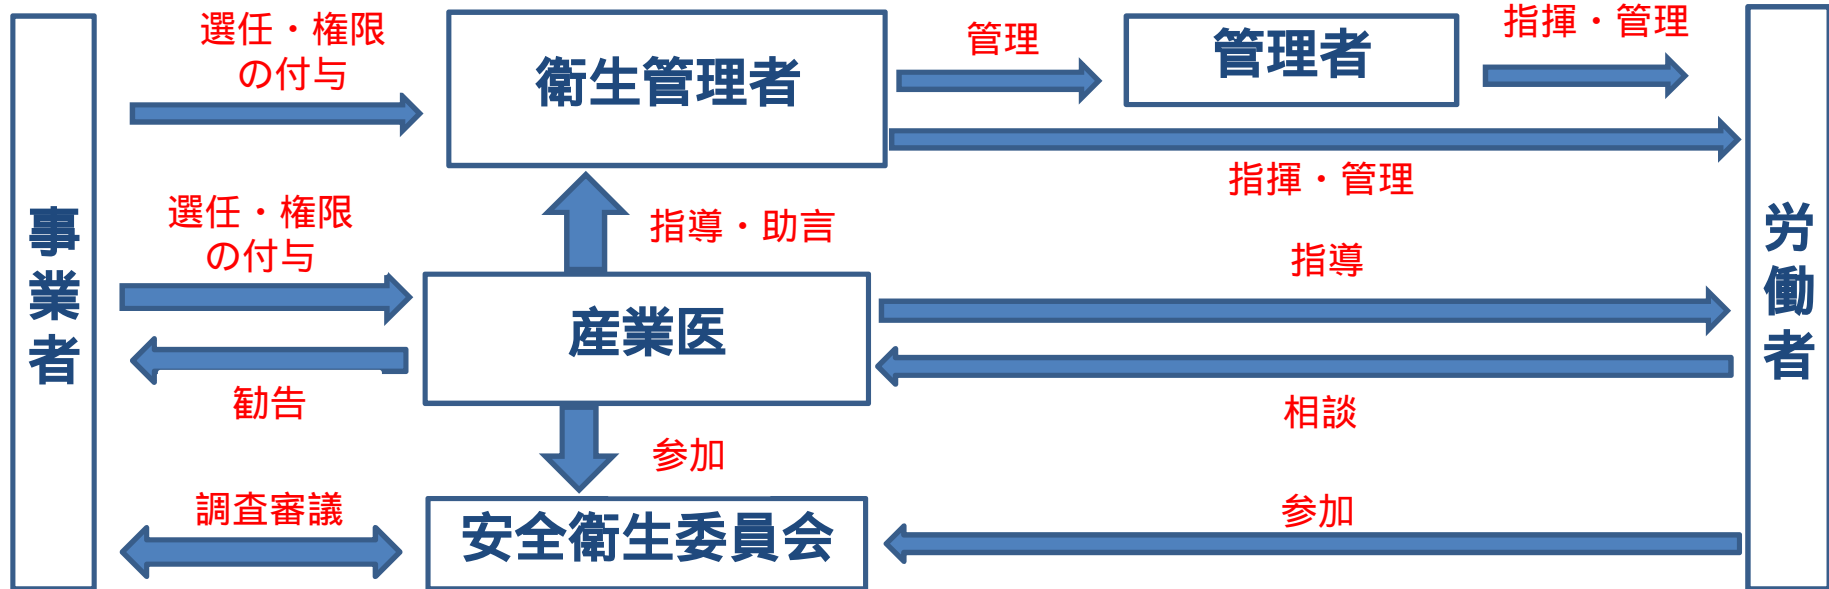 選任・権限
の付与
衛生管理者
管理
管理者
指揮・管理
指揮・管理
事業者
選任・権限
の付与
指導・助言
指導
労働者
産業医
勧告
相談
参加
調査審議
安全衛生委員会
参加